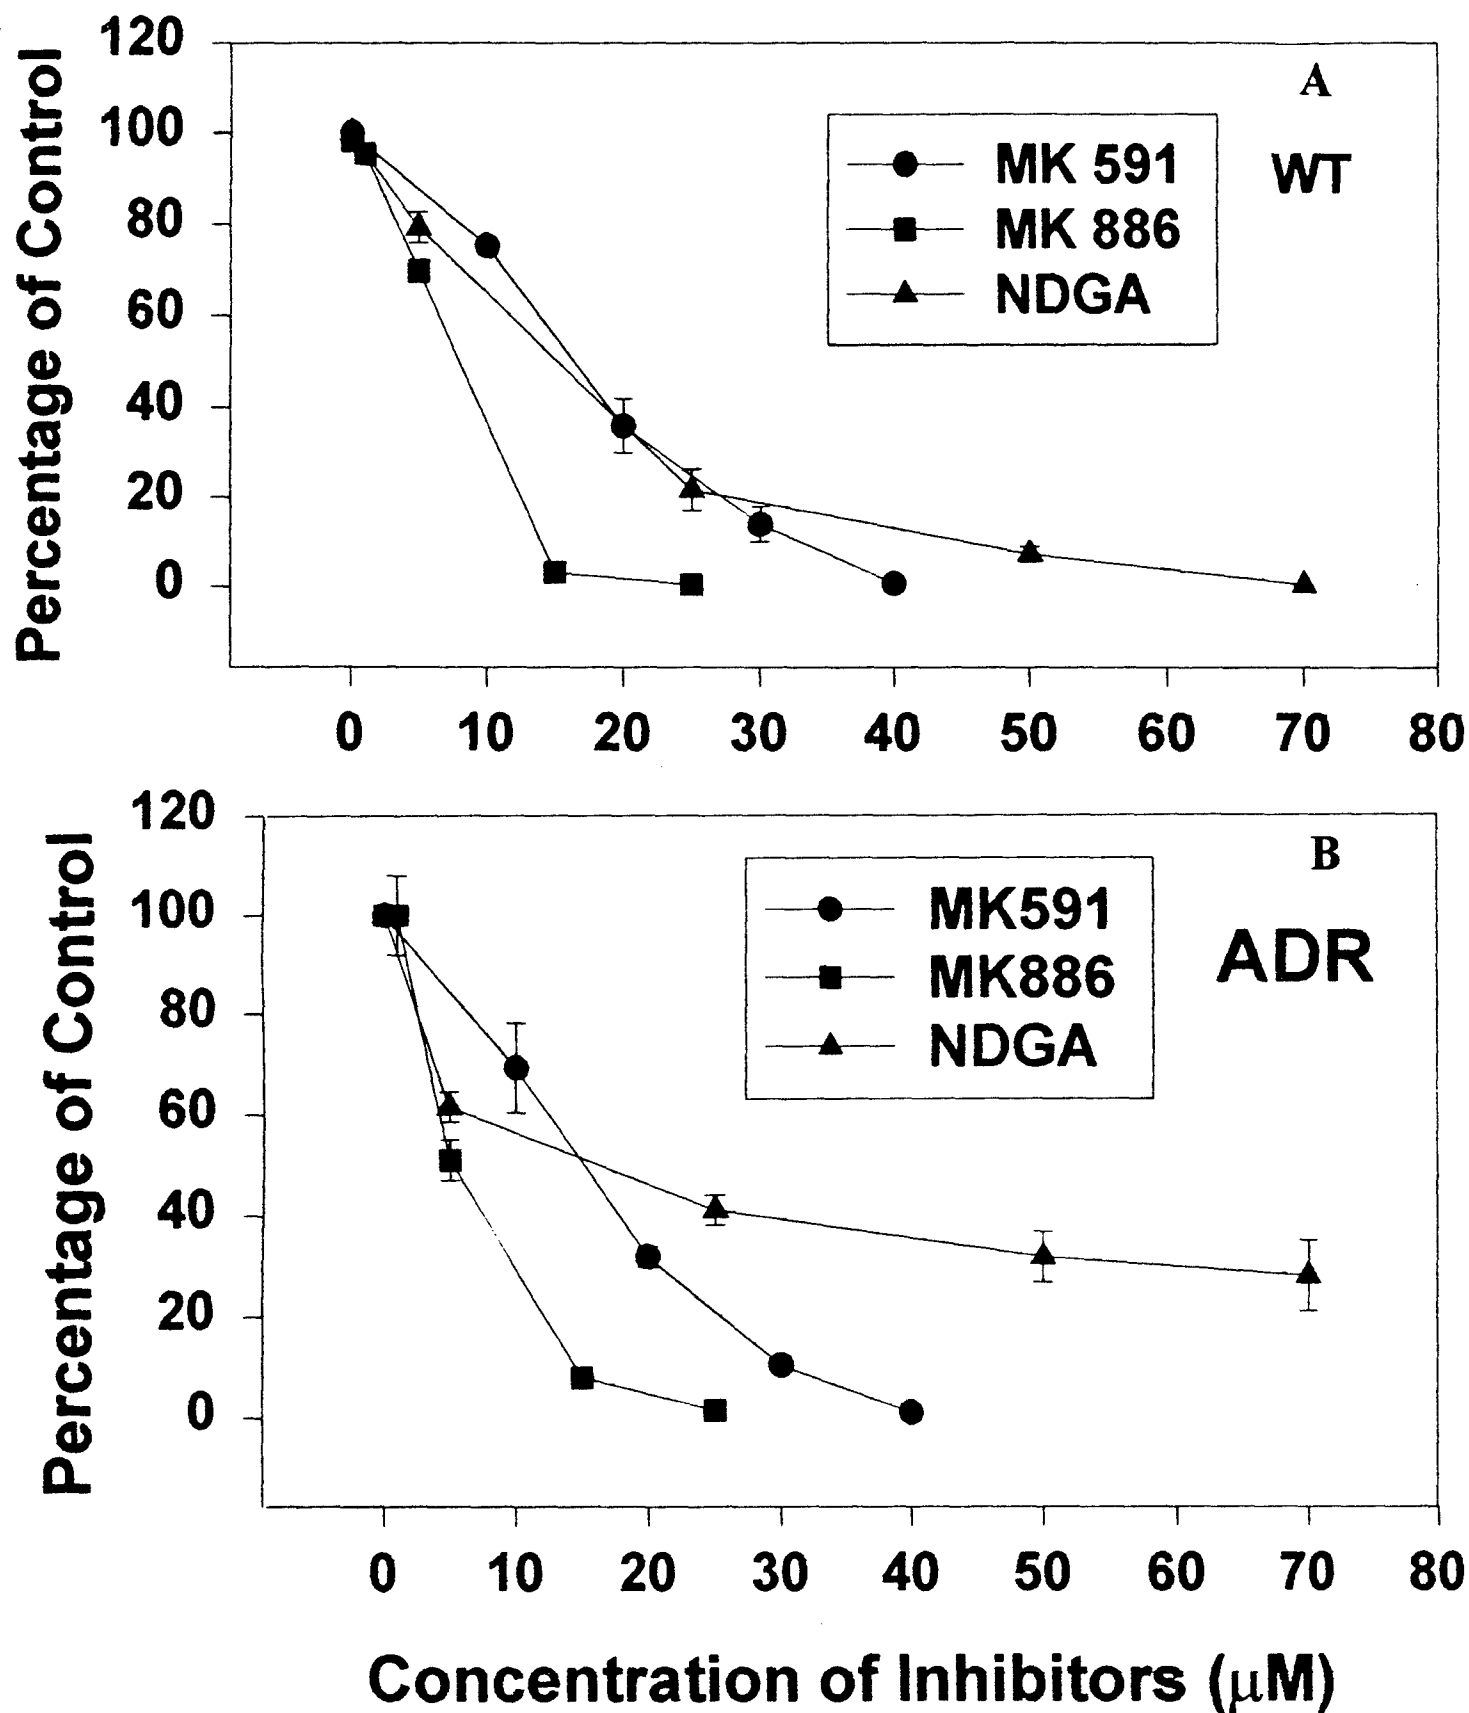 A
WT
MK 591
MK 886
NDGA
Percentage of Control
120
100
80
60
40
20
0
0 10 20 30 40 50 60 70 80
B
ADR
MK591
MK886
NDGA
Percentage of Control
120
100
80
60
40
20
0
0 10 20 30 40 50 60 70 80
Concentration of Inhibitors (μM)